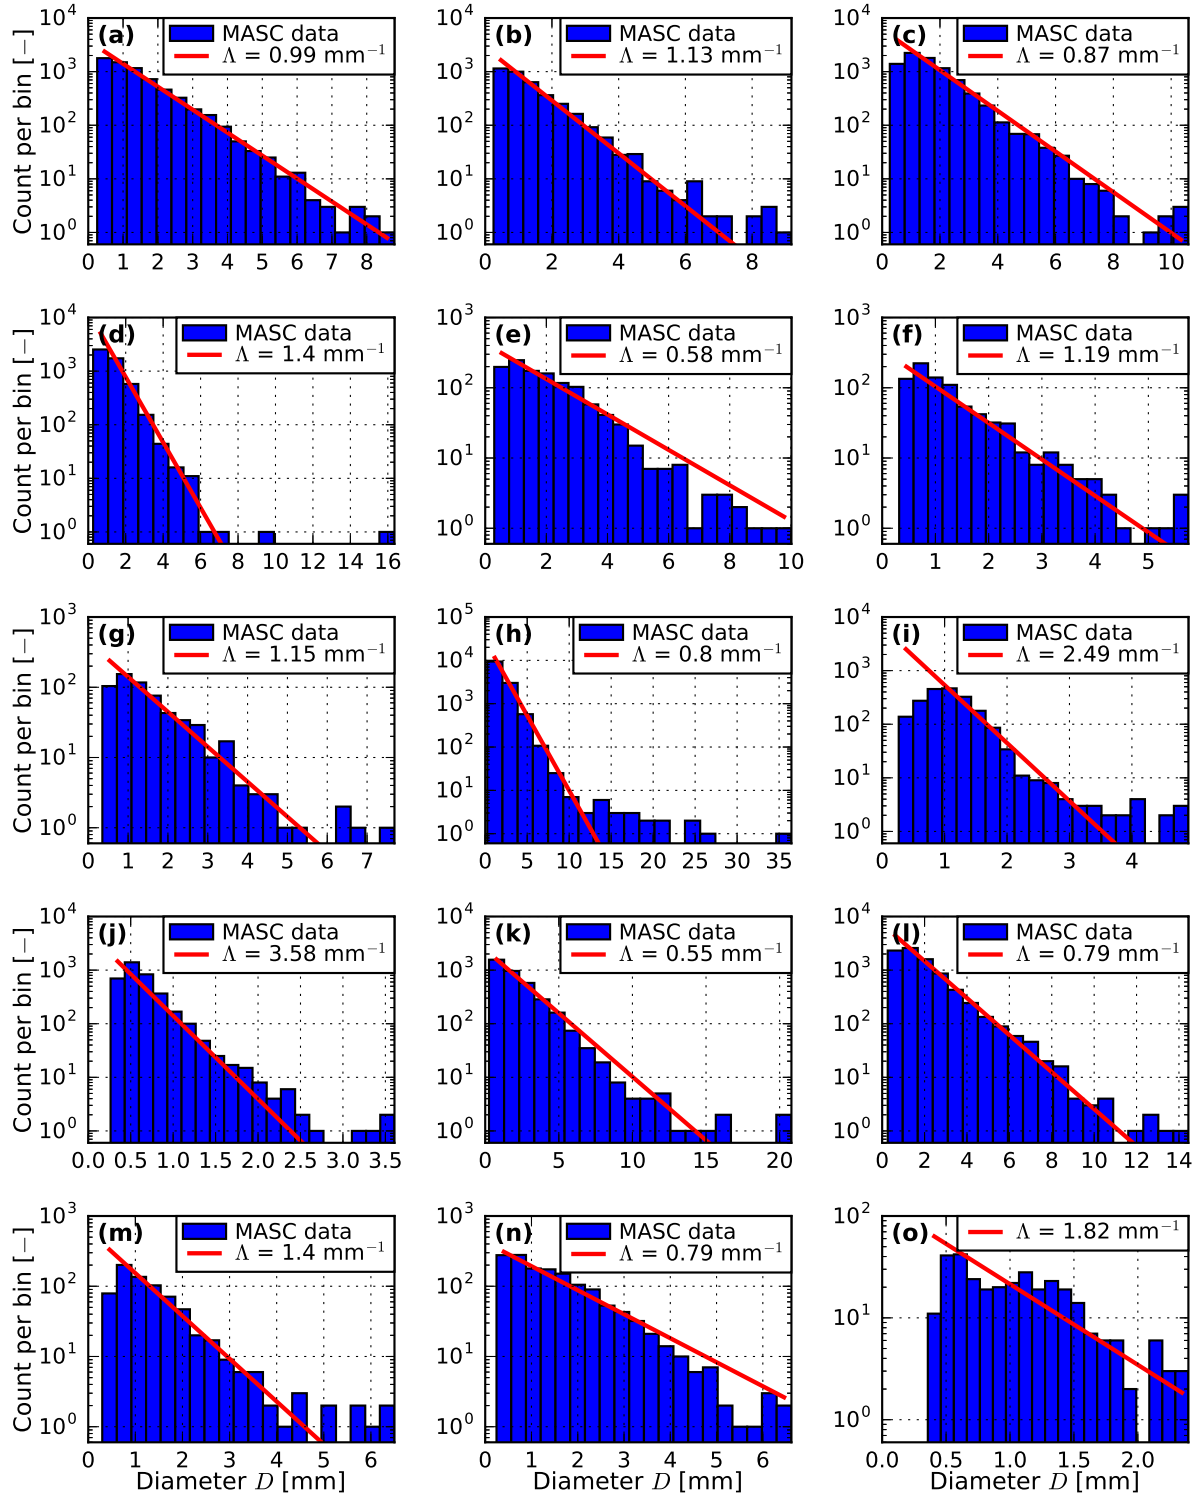 (a) MASC data
Λ = 0.99 mm⁻¹
Count per bin [−]
10⁴
10³
10²
10¹
10⁰
0 1 2 3 4 5 6 7 8
(b) MASC data
Λ = 1.13 mm⁻¹
10⁴
10³
10²
10¹
10⁰
0 2 4 6 8
(c) MASC data
Λ = 0.87 mm⁻¹
10⁴
10³
10²
10¹
10⁰
0 2 4 6 8 10
(d) MASC data
Λ = 1.4 mm⁻¹
Count per bin [−]
10⁴
10³
10²
10¹
10⁰
0 2 4 6 8 10 12 14 16
(e) MASC data
Λ = 0.58 mm⁻¹
10³
10²
10¹
10⁰
0 2 4 6 8 10
(f) MASC data
Λ = 1.19 mm⁻¹
10³
10²
10¹
10⁰
0 1 2 3 4 5
(g) MASC data
Λ = 1.15 mm⁻¹
Count per bin [−]
10³
10²
10¹
10⁰
0 1 2 3 4 5 6 7
(h) MASC data
Λ = 0.8 mm⁻¹
10⁵
10⁴
10³
10²
10¹
10⁰
0 5 10 15 20 25 30 35
(i) MASC data
Λ = 2.49 mm⁻¹
10⁴
10³
10²
10¹
10⁰
0 1 2 3 4
(j) MASC data
Λ = 3.58 mm⁻¹
Count per bin [−]
10⁴
10³
10²
10¹
10⁰
0.0 0.5 1.0 1.5 2.0 2.5 3.0 3.5
(k) MASC data
Λ = 0.55 mm⁻¹
10⁴
10³
10²
10¹
10⁰
0 5 10 15 20
(l) MASC data
Λ = 0.79 mm⁻¹
10⁴
10³
10²
10¹
10⁰
0 2 4 6 8 10 12 14
(m) MASC data
Λ = 1.4 mm⁻¹
Count per bin [−]
10³
10²
10¹
10⁰
0 1 2 3 4 5 6
Diameter D [mm]
(n) MASC data
Λ = 0.79 mm⁻¹
10³
10²
10¹
10⁰
0 1 2 3 4 5 6
Diameter D [mm]
(o) Λ = 1.82 mm⁻¹
10²
10¹
10⁰
0.0 0.5 1.0 1.5 2.0
Diameter D [mm]